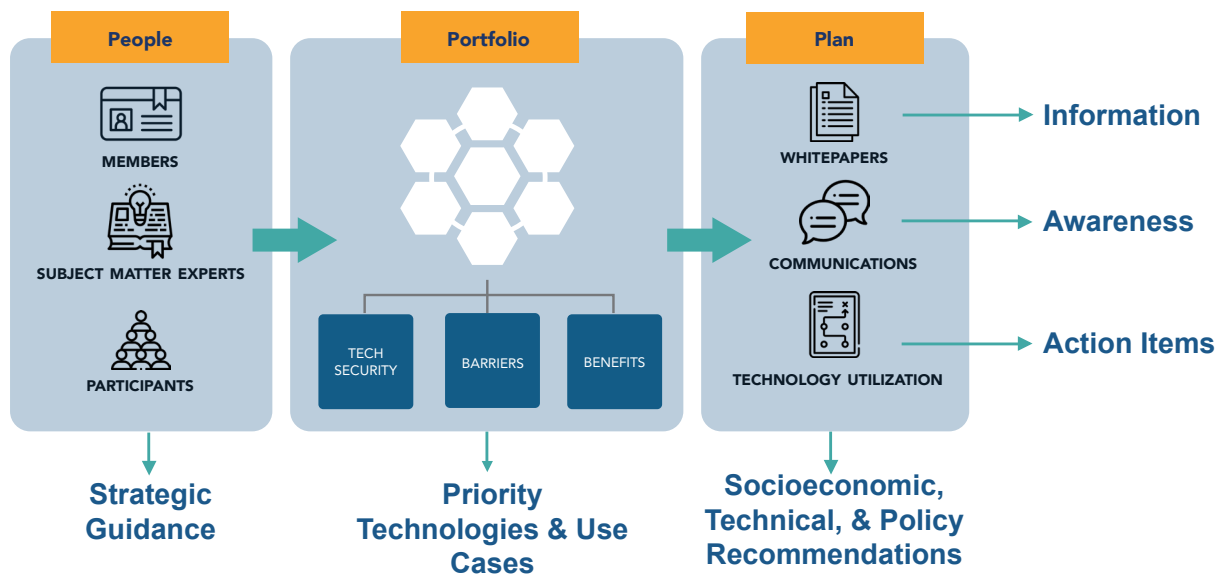 People
MEMBERS
SUBJECT MATTER EXPERTS
PARTICIPANTS
Strategic
Guidance
Portfolio
TECH
SECURITY
BARRIERS
BENEFITS
Priority
Technologies & Use
Cases
Plan
WHITEPAPERS
COMMUNICATIONS
TECHNOLOGY UTILIZATION
Socioeconomic,
Technical, & Policy
Recommendations
Information
Awareness
Action Items